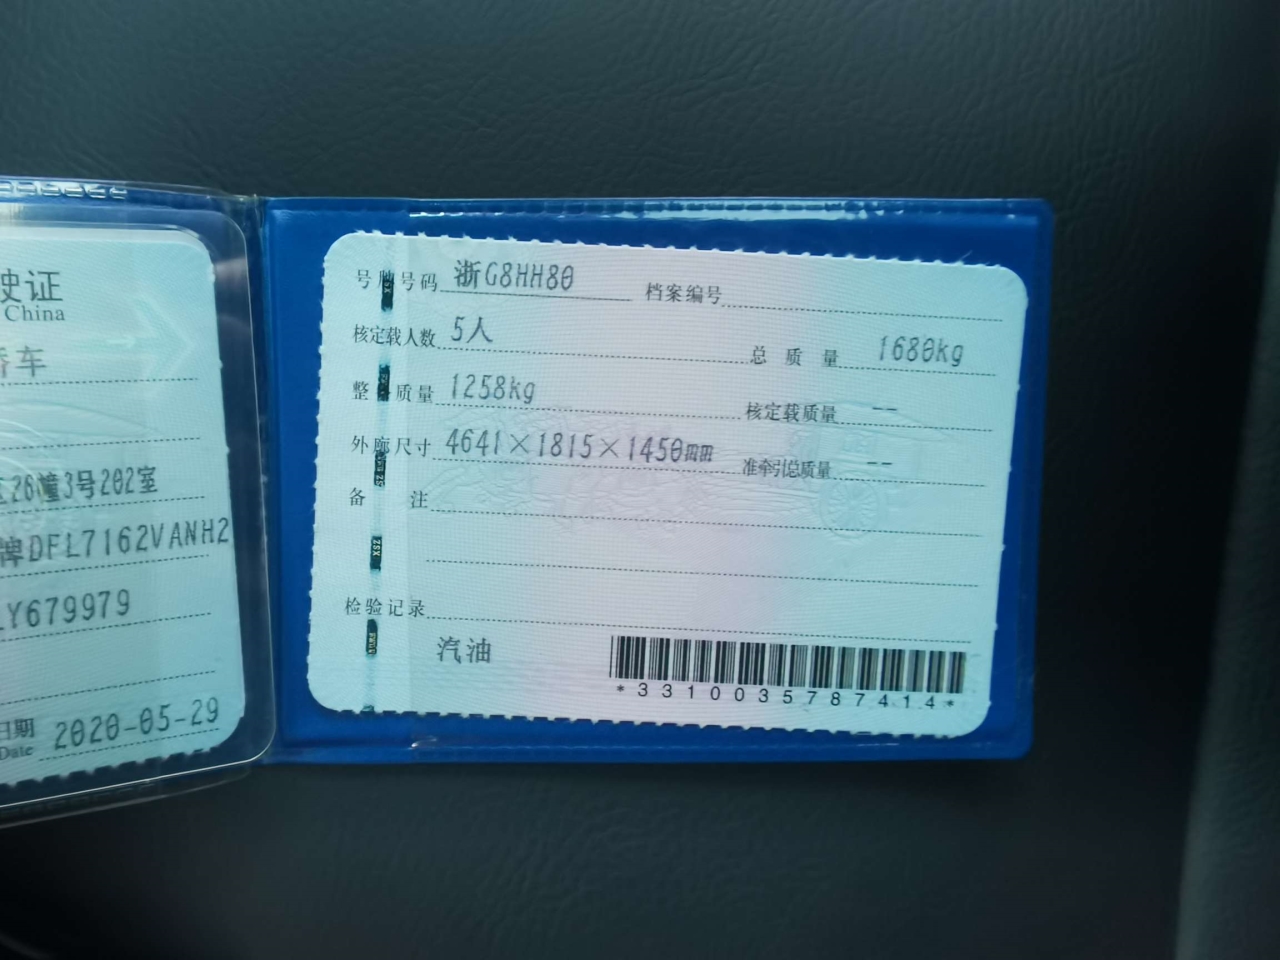 驶证
China
轿车
26幢3号202室
牌DFL7162VANH2
Y679979
日期 2020-05-29
Date
号牌号码 浙G8HH80 档案编号
核定载人数 5人 总质量 1680kg
整备质量 1258kg 核定载质量 --
外廓尺寸 4641×1815×1450mm 准牵引总质量 --
备注
检验记录
汽油
*3310035787414*